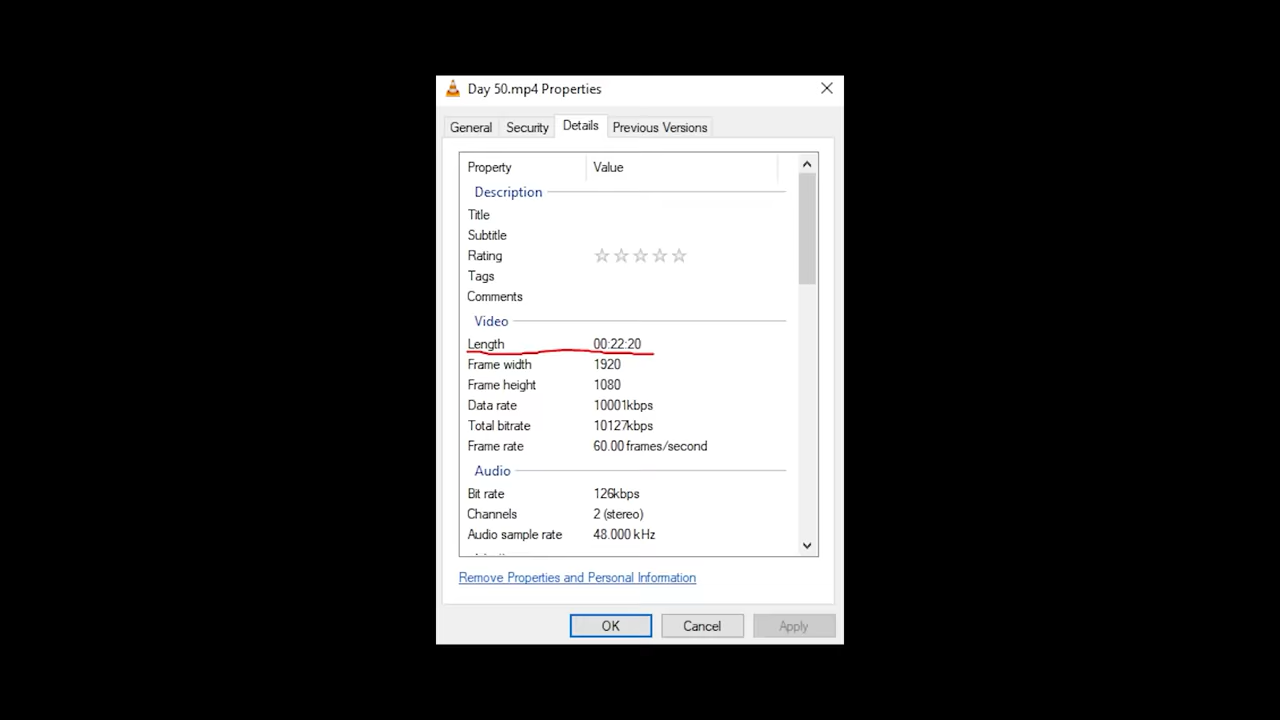 Day 50.mp4 Properties
General Security Details Previous Versions
Property Value
Description
Title
Subtitle
Rating
Tags
Comments
Video
Length 00:22:20
Frame width 1920
Frame height 1080
Data rate 10001kbps
Total bitrate 10127kbps
Frame rate 60.00 frames/second
Audio
Bit rate 126kbps
Channels 2 (stereo)
Audio sample rate 48.000 kHz
Remove Properties and Personal Information
OK Cancel Apply